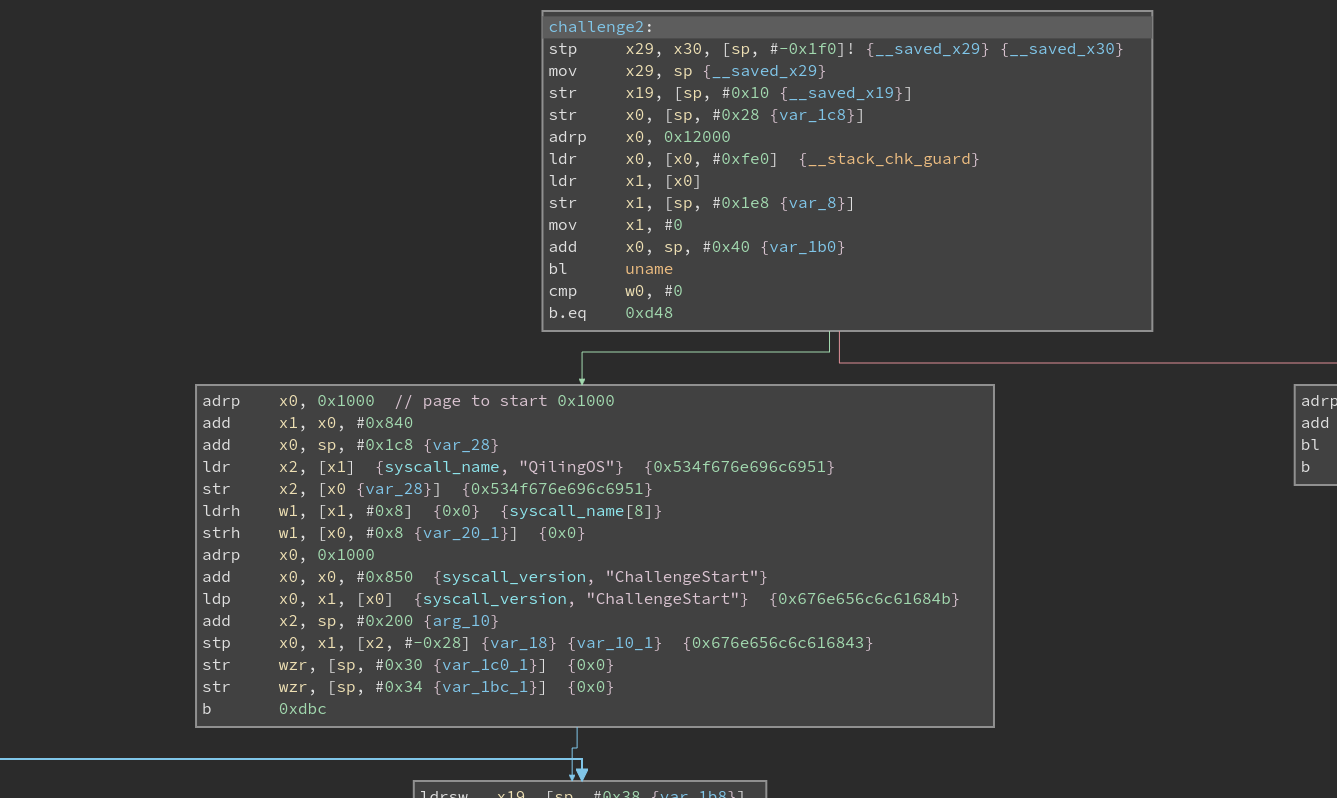 challenge2:
stp x29, x30, [sp, #-0x1f0]! {__saved_x29} {__saved_x30}
mov x29, sp {__saved_x29}
str x19, [sp, #0x10 {__saved_x19}]
str x0, [sp, #0x28 {var_1c8}]
adrp x0, 0x12000
ldr x0, [x0, #0xfe0] {__stack_chk_guard}
ldr x1, [x0]
str x1, [sp, #0x1e8 {var_8}]
mov x1, #0
add x0, sp, #0x40 {var_1b0}
bl uname
cmp w0, #0
b.eq 0xd48
adrp x0, 0x1000 // page to start 0x1000
add x1, x0, #0x840
add x0, sp, #0x1c8 {var_28}
ldr x2, [x1] {syscall_name, "QilingOS"} {0x534f676e696c6951}
str x2, [x0 {var_28}] {0x534f676e696c6951}
ldrh w1, [x1, #0x8] {0x0} {syscall_name[8]}
strh w1, [x0, #0x8 {var_20_1}] {0x0}
adrp x0, 0x1000
add x0, x0, #0x850 {syscall_version, "ChallengeStart"}
ldp x0, x1, [x0] {syscall_version, "ChallengeStart"} {0x676e656c6c61684b}
add x2, sp, #0x200 {arg_10}
stp x0, x1, [x2, #-0x28] {var_18} {var_10_1} {0x676e656c6c616843}
str wzr, [sp, #0x30 {var_1c0_1}] {0x0}
str wzr, [sp, #0x34 {var_1bc_1}] {0x0}
b 0xdbc
adrp
add
bl
b
ldrsw x19, [sp, #0x38 {var_1b8}]